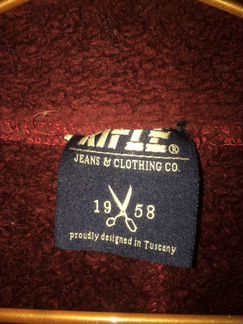 RIFLE®
JEANS & CLOTHING CO.
19 58
proudly designed in Tuscany